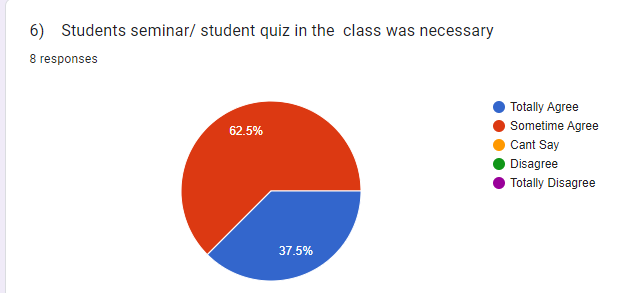 6) Students seminar/ student quiz in the class was necessary
8 responses
Totally Agree
Sometime Agree
Cant Say
Disagree
Totally Disagree
62.5%
37.5%